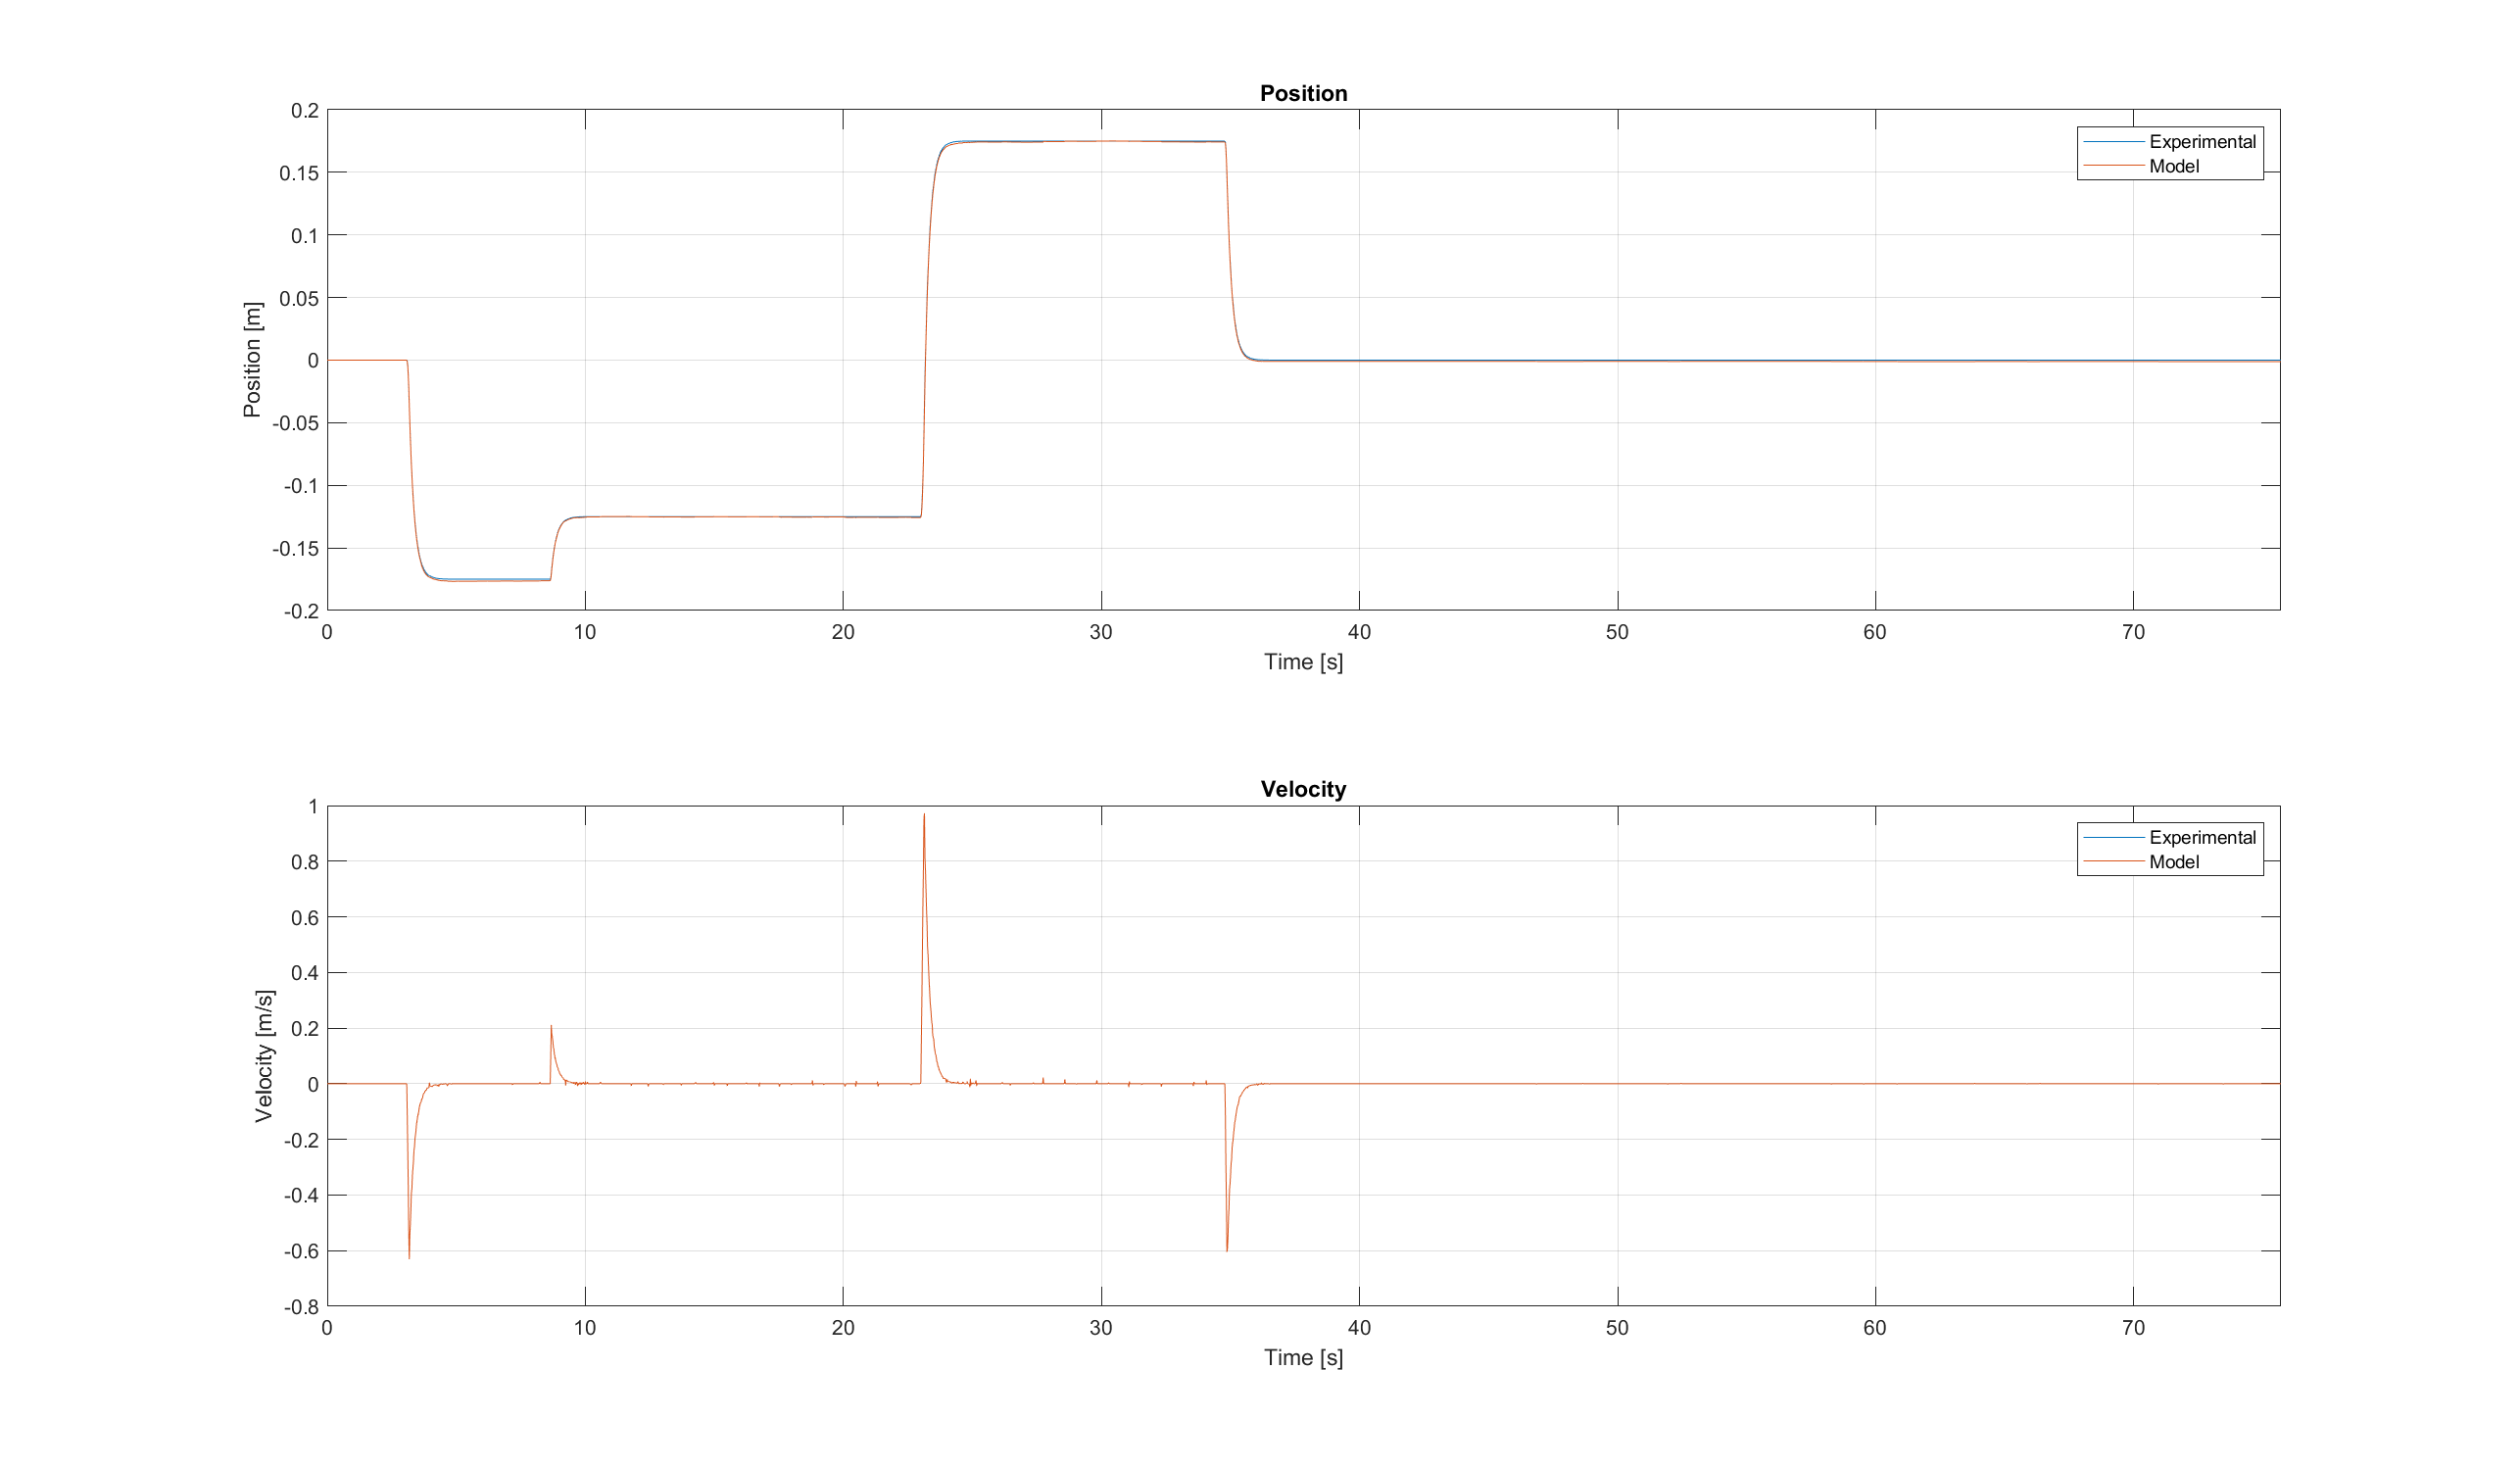 Position
0.2
0.15
0.1
0.05
0
-0.05
-0.1
-0.15
-0.2
Position [m]
0 10 20 30 40 50 60 70
Time [s]
Experimental
Model
Velocity
1
0.8
0.6
0.4
0.2
0
-0.2
-0.4
-0.6
-0.8
Velocity [m/s]
0 10 20 30 40 50 60 70
Time [s]
Experimental
Model